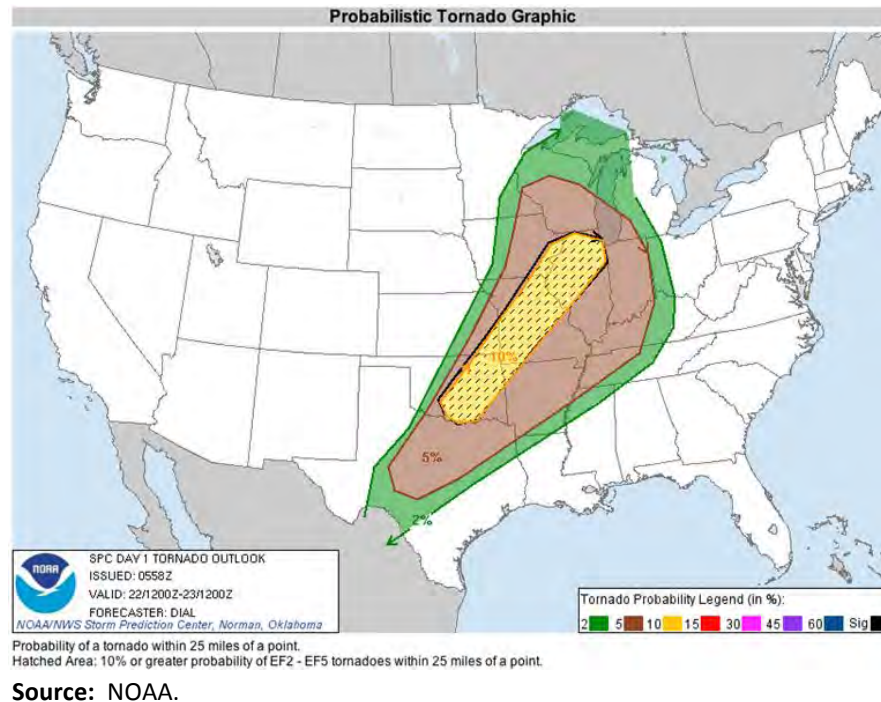 Probabilistic Tornado Graphic
10%
5%
2%
NOAA
SPC DAY 1 TORNADO OUTLOOK
ISSUED: 0558Z
VALID: 22/1200Z-23/1200Z
FORECASTER: DIAL
NOAA/NWS Storm Prediction Center, Norman, Oklahoma
Tornado Probability Legend (in %):
2 5 10 15 30 45 60 Sig
Probability of a tornado within 25 miles of a point.
Hatched Area: 10% or greater probability of EF2 - EF5 tornadoes within 25 miles of a point.
Source: NOAA.